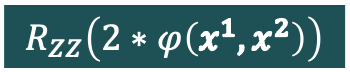 R_ZZ(2 * φ(x¹,x²))